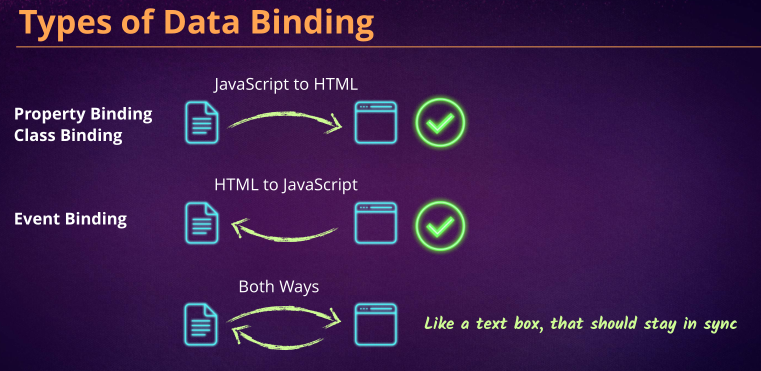 Types of Data Binding
JavaScript to HTML
Property Binding
Class Binding
HTML to JavaScript
Event Binding
Both Ways
Like a text box, that should stay in sync